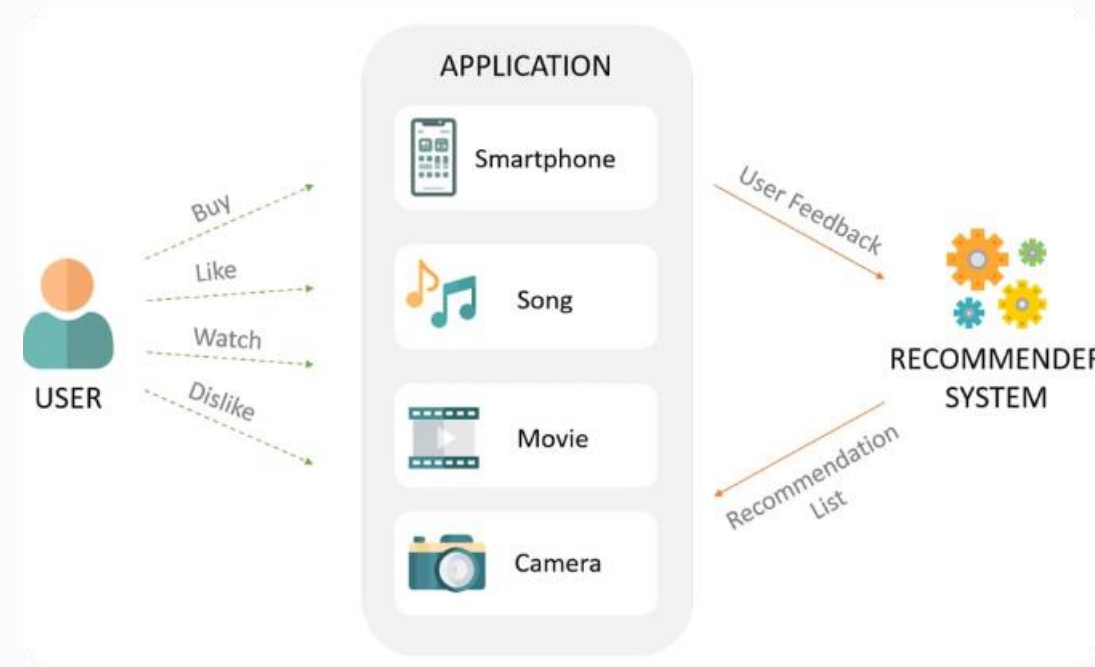 APPLICATION
Smartphone
Song
Movie
Camera
Buy
Like
Watch
Dislike
USER
User Feedback
RECOMMENDER
SYSTEM
Recommendation
List